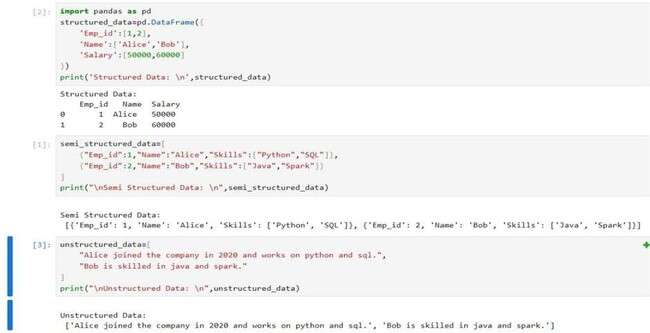 [2]: import pandas as pd
structured_data=pd.DataFrame({
'Emp_id':[1,2],
'Name':['Alice','Bob'],
'Salary':[50000,60000]
})
print('Structured Data: \n',structured_data)
Structured Data:
Emp_id Name Salary
0 1 Alice 50000
1 2 Bob 60000
[1]: semi_structured_data=[
{"Emp_id":1,"Name":"Alice","Skills":["Python","SQL"]},
{"Emp_id":2,"Name":"Bob","Skills":["Java","Spark"]}
]
print("\nSemi Structured Data: \n",semi_structured_data)
Semi Structured Data:
[{'Emp_id': 1, 'Name': 'Alice', 'Skills': ['Python', 'SQL']}, {'Emp_id': 2, 'Name': 'Bob', 'Skills': ['Java', 'Spark']}]
[3]: unstructured_data=[
"Alice joined the company in 2020 and works on python and sql.",
"Bob is skilled in java and spark."
]
print("\nUnstructured Data: \n",unstructured_data)
Unstructured Data:
['Alice joined the company in 2020 and works on python and sql.', 'Bob is skilled in java and spark.']